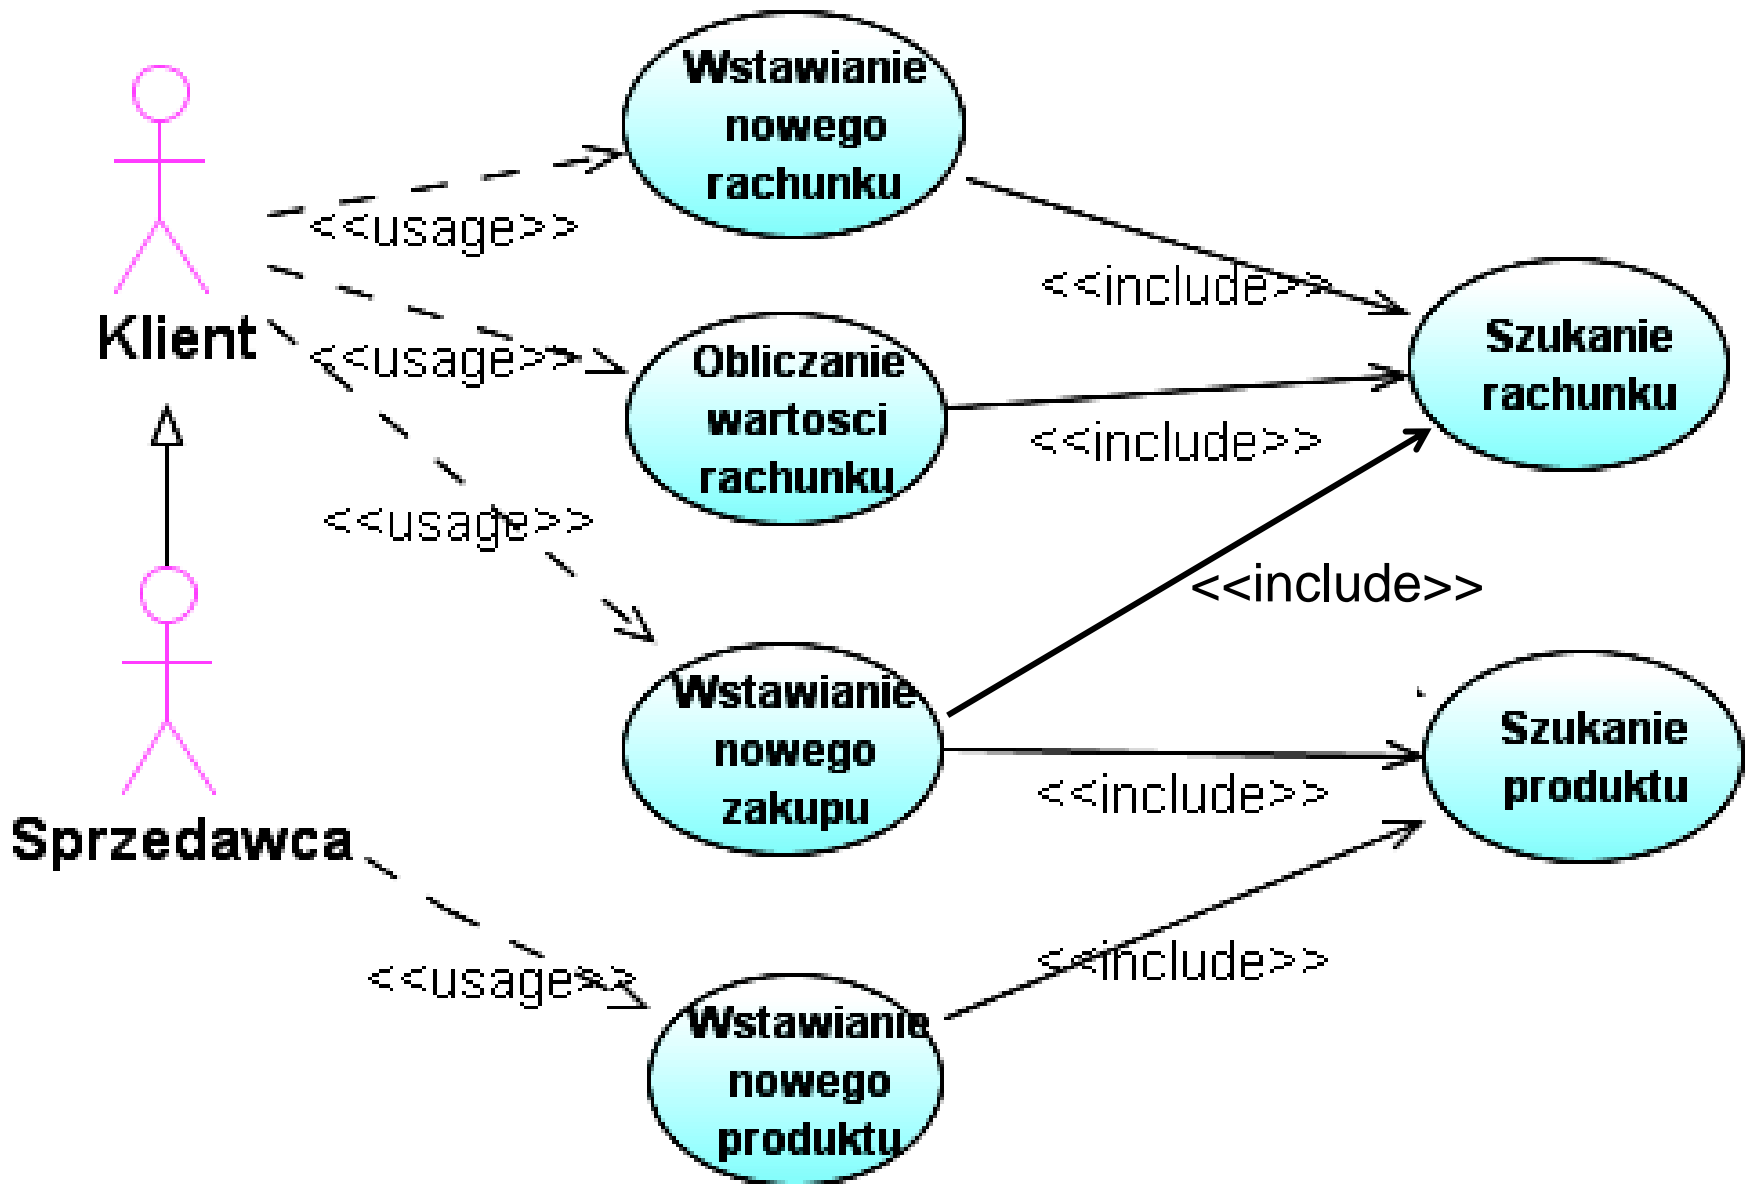 Wstawianie
nowego
rachunku
<<usage>>
<<include>>
Klient
<<usage>>
Obliczanie
wartosci
rachunku
<<include>>
Szukanie
rachunku
<<usage>>
<<include>>
Wstawianie
nowego
zakupu
<<include>>
Szukanie
produktu
Sprzedawca
<<usage>>
<<include>>
Wstawianie
nowego
produktu